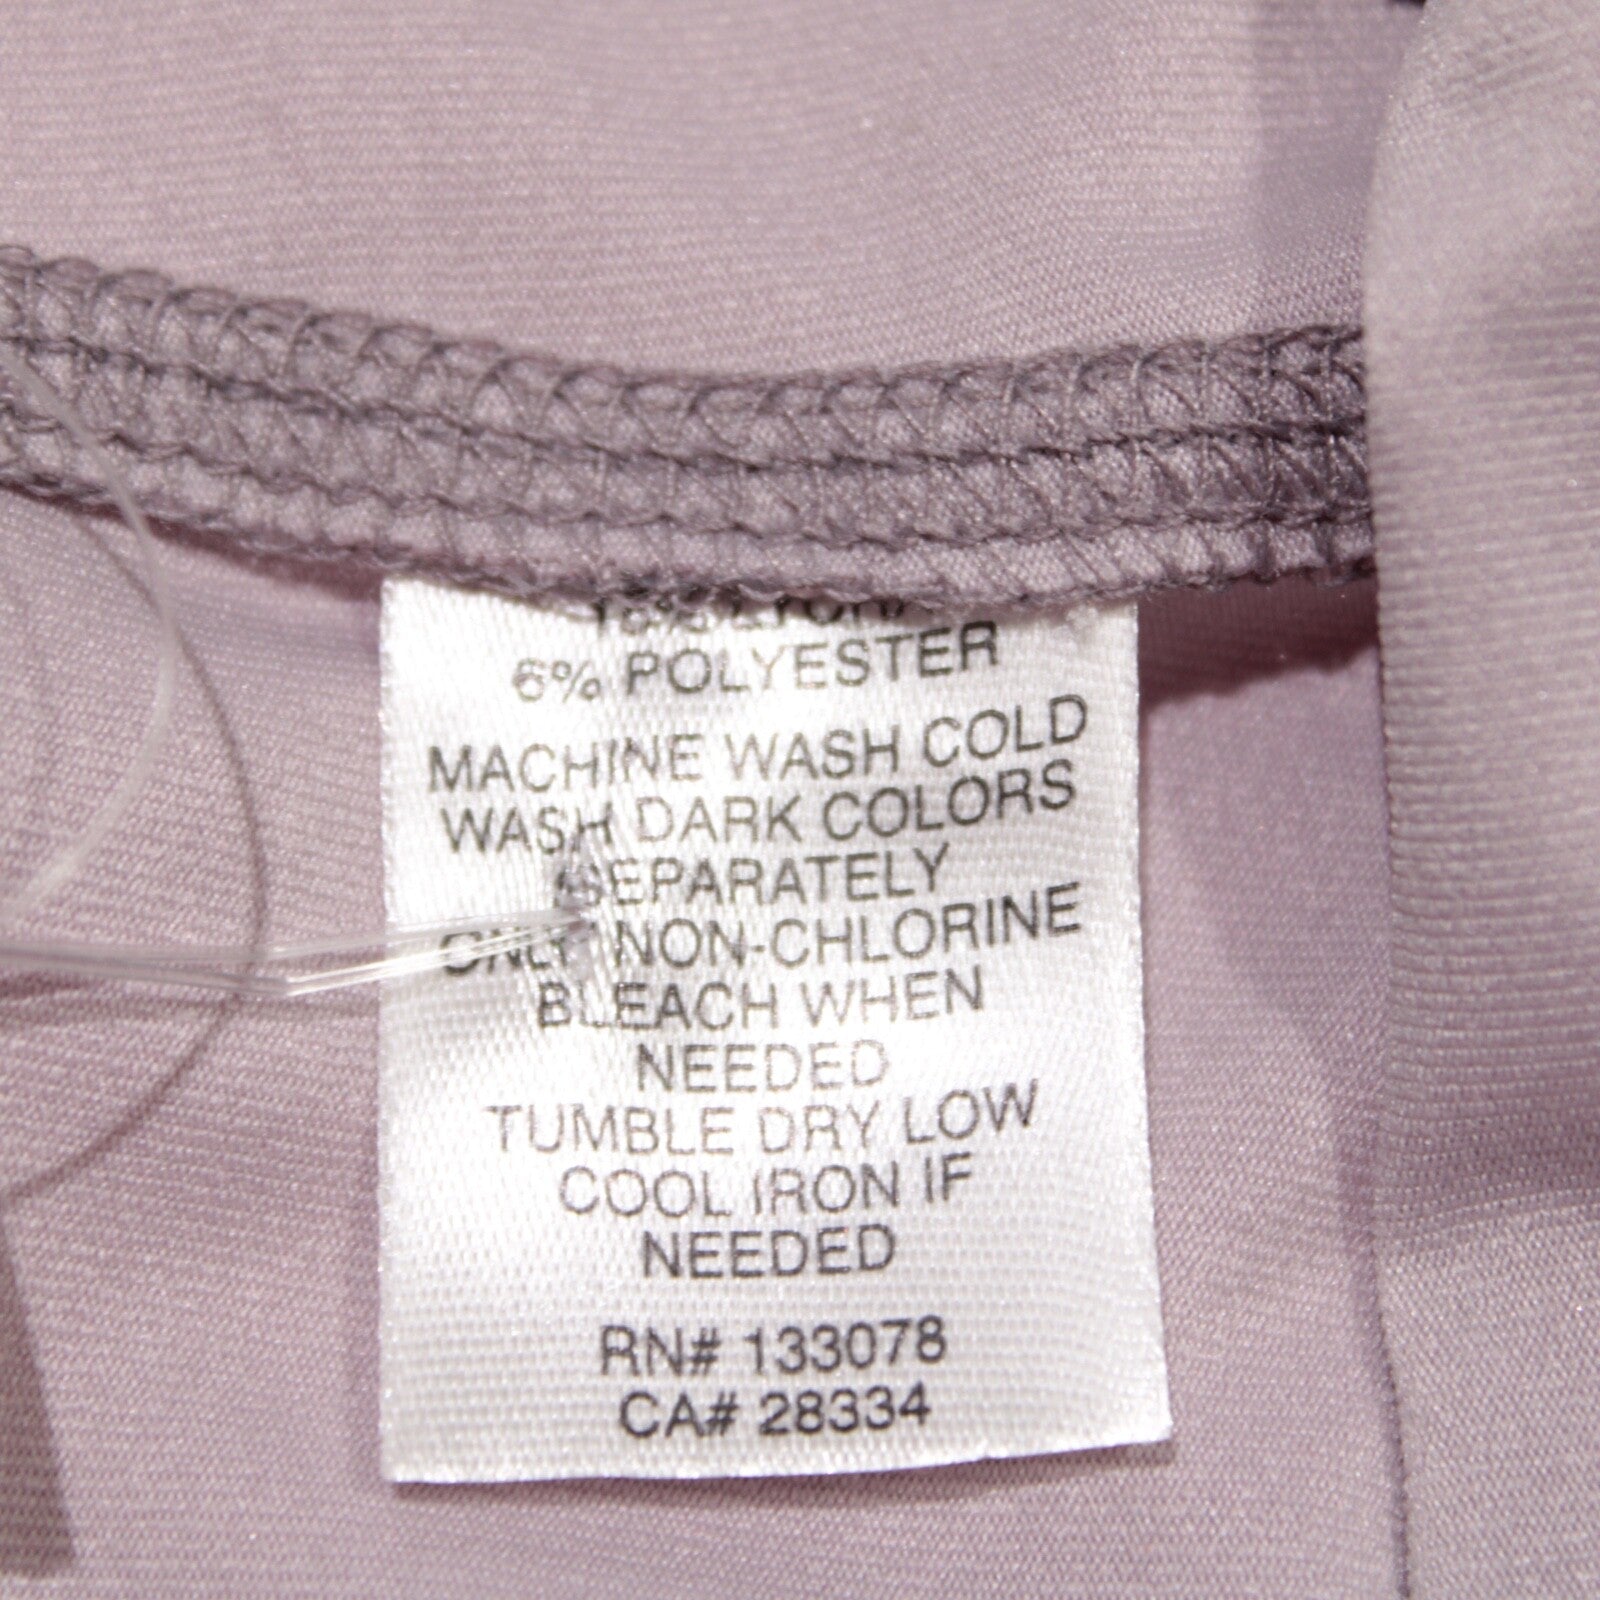 6% POLYESTER
MACHINE WASH COLD
WASH DARK COLORS
SEPARATELY
ONLY NON-CHLORINE
BLEACH WHEN
NEEDED
TUMBLE DRY LOW
COOL IRON IF
NEEDED
RN# 133078
CA# 28334